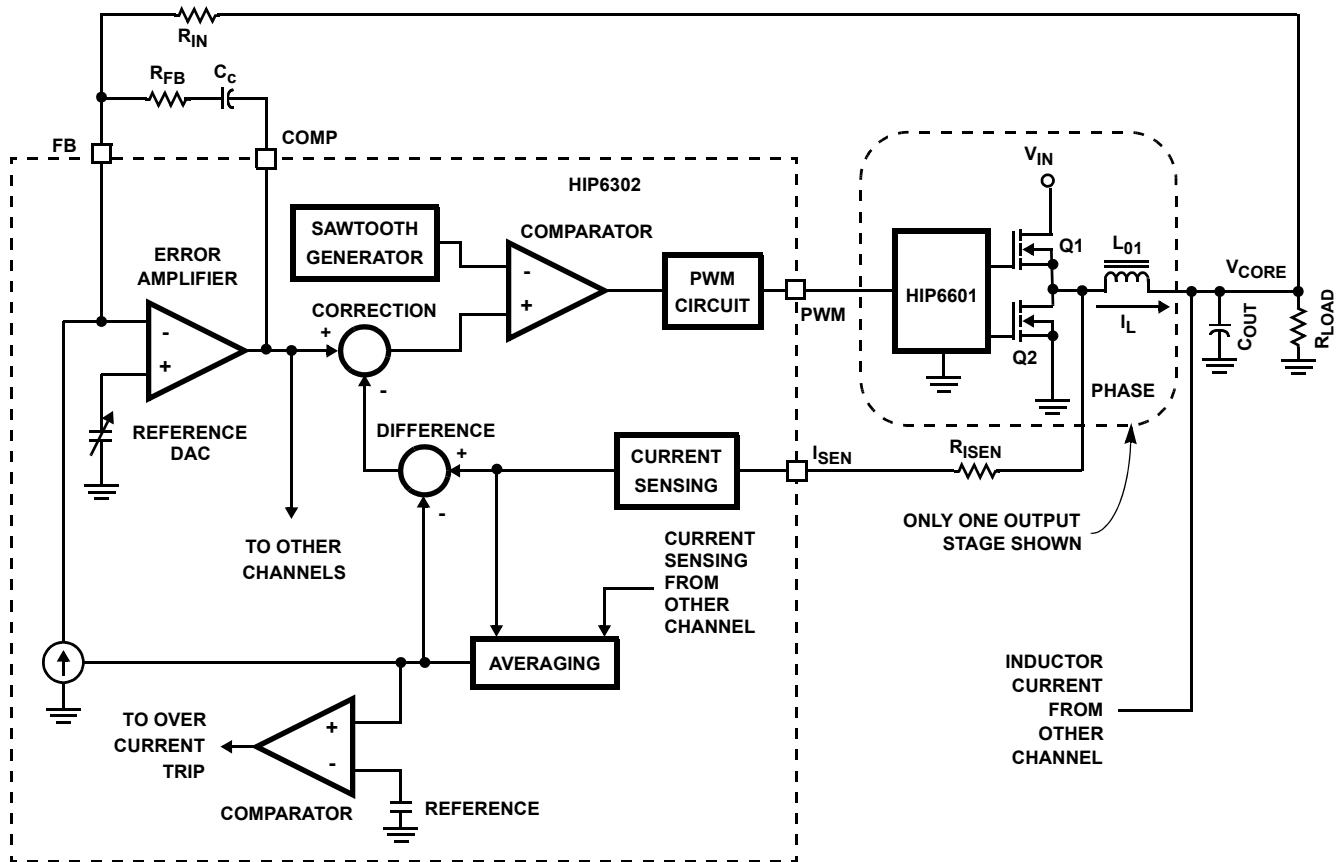 R_IN
R_FB
C_c
FB
COMP
HIP6302
V_IN
SAWTOOTH
GENERATOR
COMPARATOR
-
+
PWM
CIRCUIT
PWM
HIP6601
Q1
Q2
L_01
I_L
V_CORE
C_OUT
R_LOAD
PHASE
ERROR
AMPLIFIER
-
+
CORRECTION
+
-
REFERENCE
DAC
DIFFERENCE
+
-
CURRENT
SENSING
I_SEN
R_ISEN
ONLY ONE OUTPUT
STAGE SHOWN
TO OTHER
CHANNELS
CURRENT
SENSING
FROM
OTHER
CHANNEL
AVERAGING
INDUCTOR
CURRENT
FROM
OTHER
CHANNEL
TO OVER
CURRENT
TRIP
+
-
COMPARATOR
REFERENCE